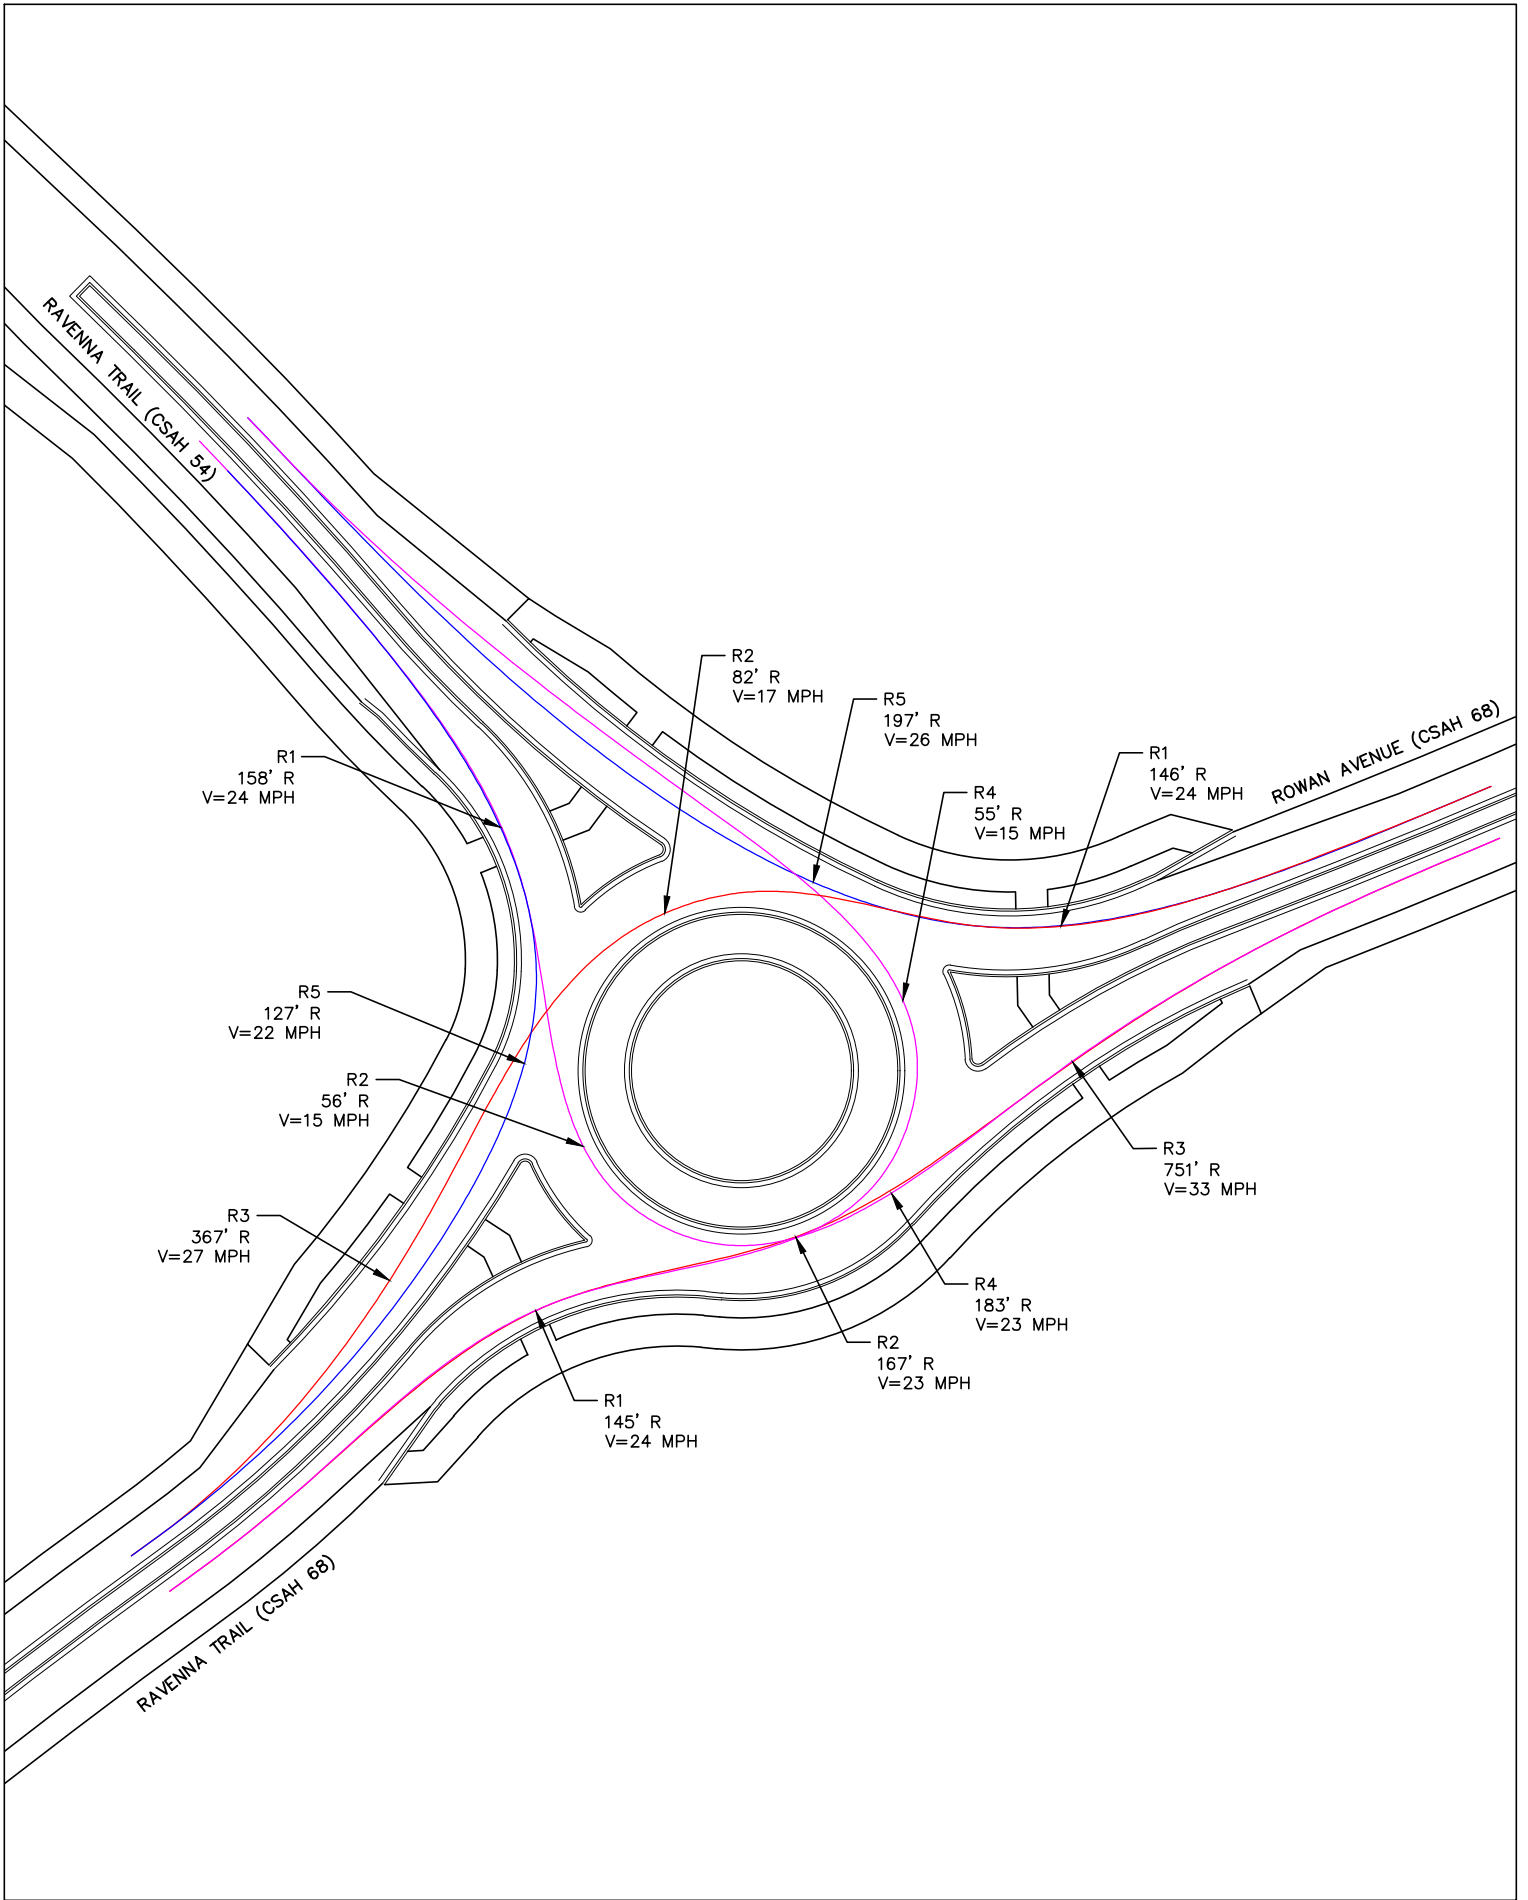 RAVENNA TRAIL (CSAH 54)
R2
82' R
V=17 MPH
R5
197' R
V=26 MPH
R1
146' R
V=24 MPH
ROWAN AVENUE (CSAH 68)
R4
55' R
V=15 MPH
R1
158' R
V=24 MPH
R5
127' R
V=22 MPH
R2
56' R
V=15 MPH
R3
751' R
V=33 MPH
R3
367' R
V=27 MPH
R4
183' R
V=23 MPH
R2
167' R
V=23 MPH
R1
145' R
V=24 MPH
RAVENNA TRAIL (CSAH 68)